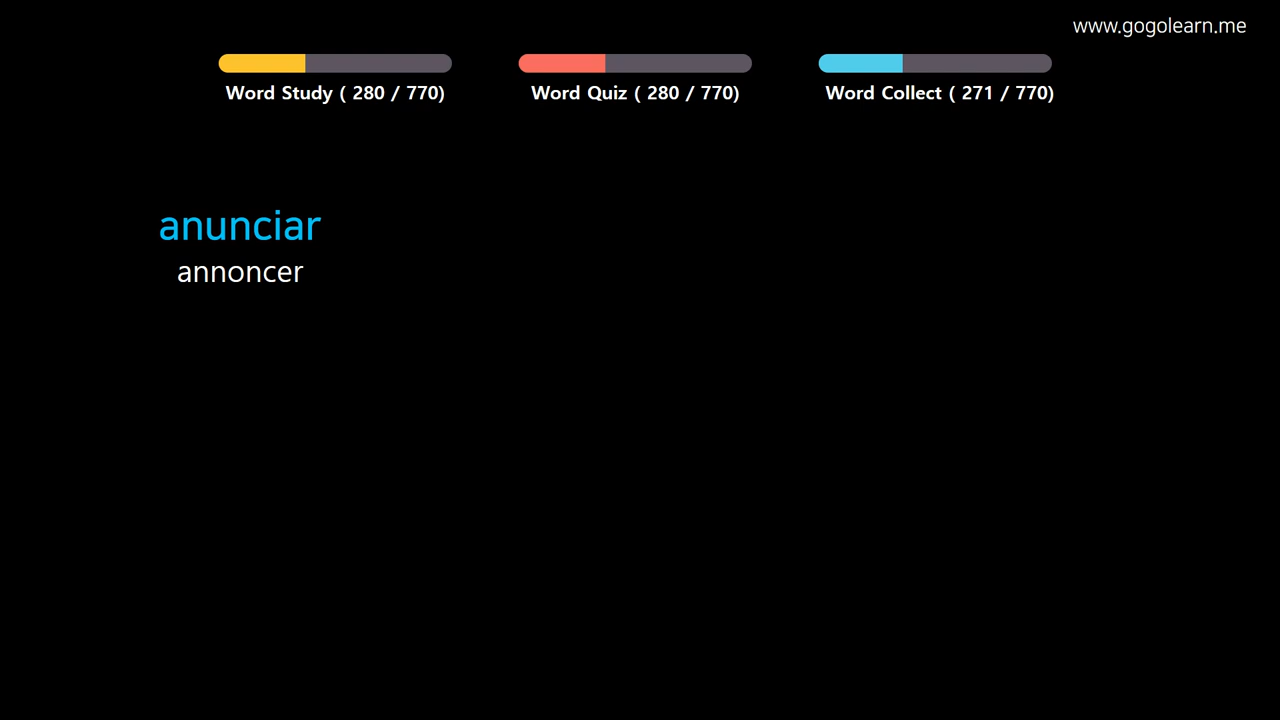 www.gogolearn.me
Word Study ( 280 / 770)
Word Quiz ( 280 / 770)
Word Collect ( 271 / 770)
anunciar
annoncer